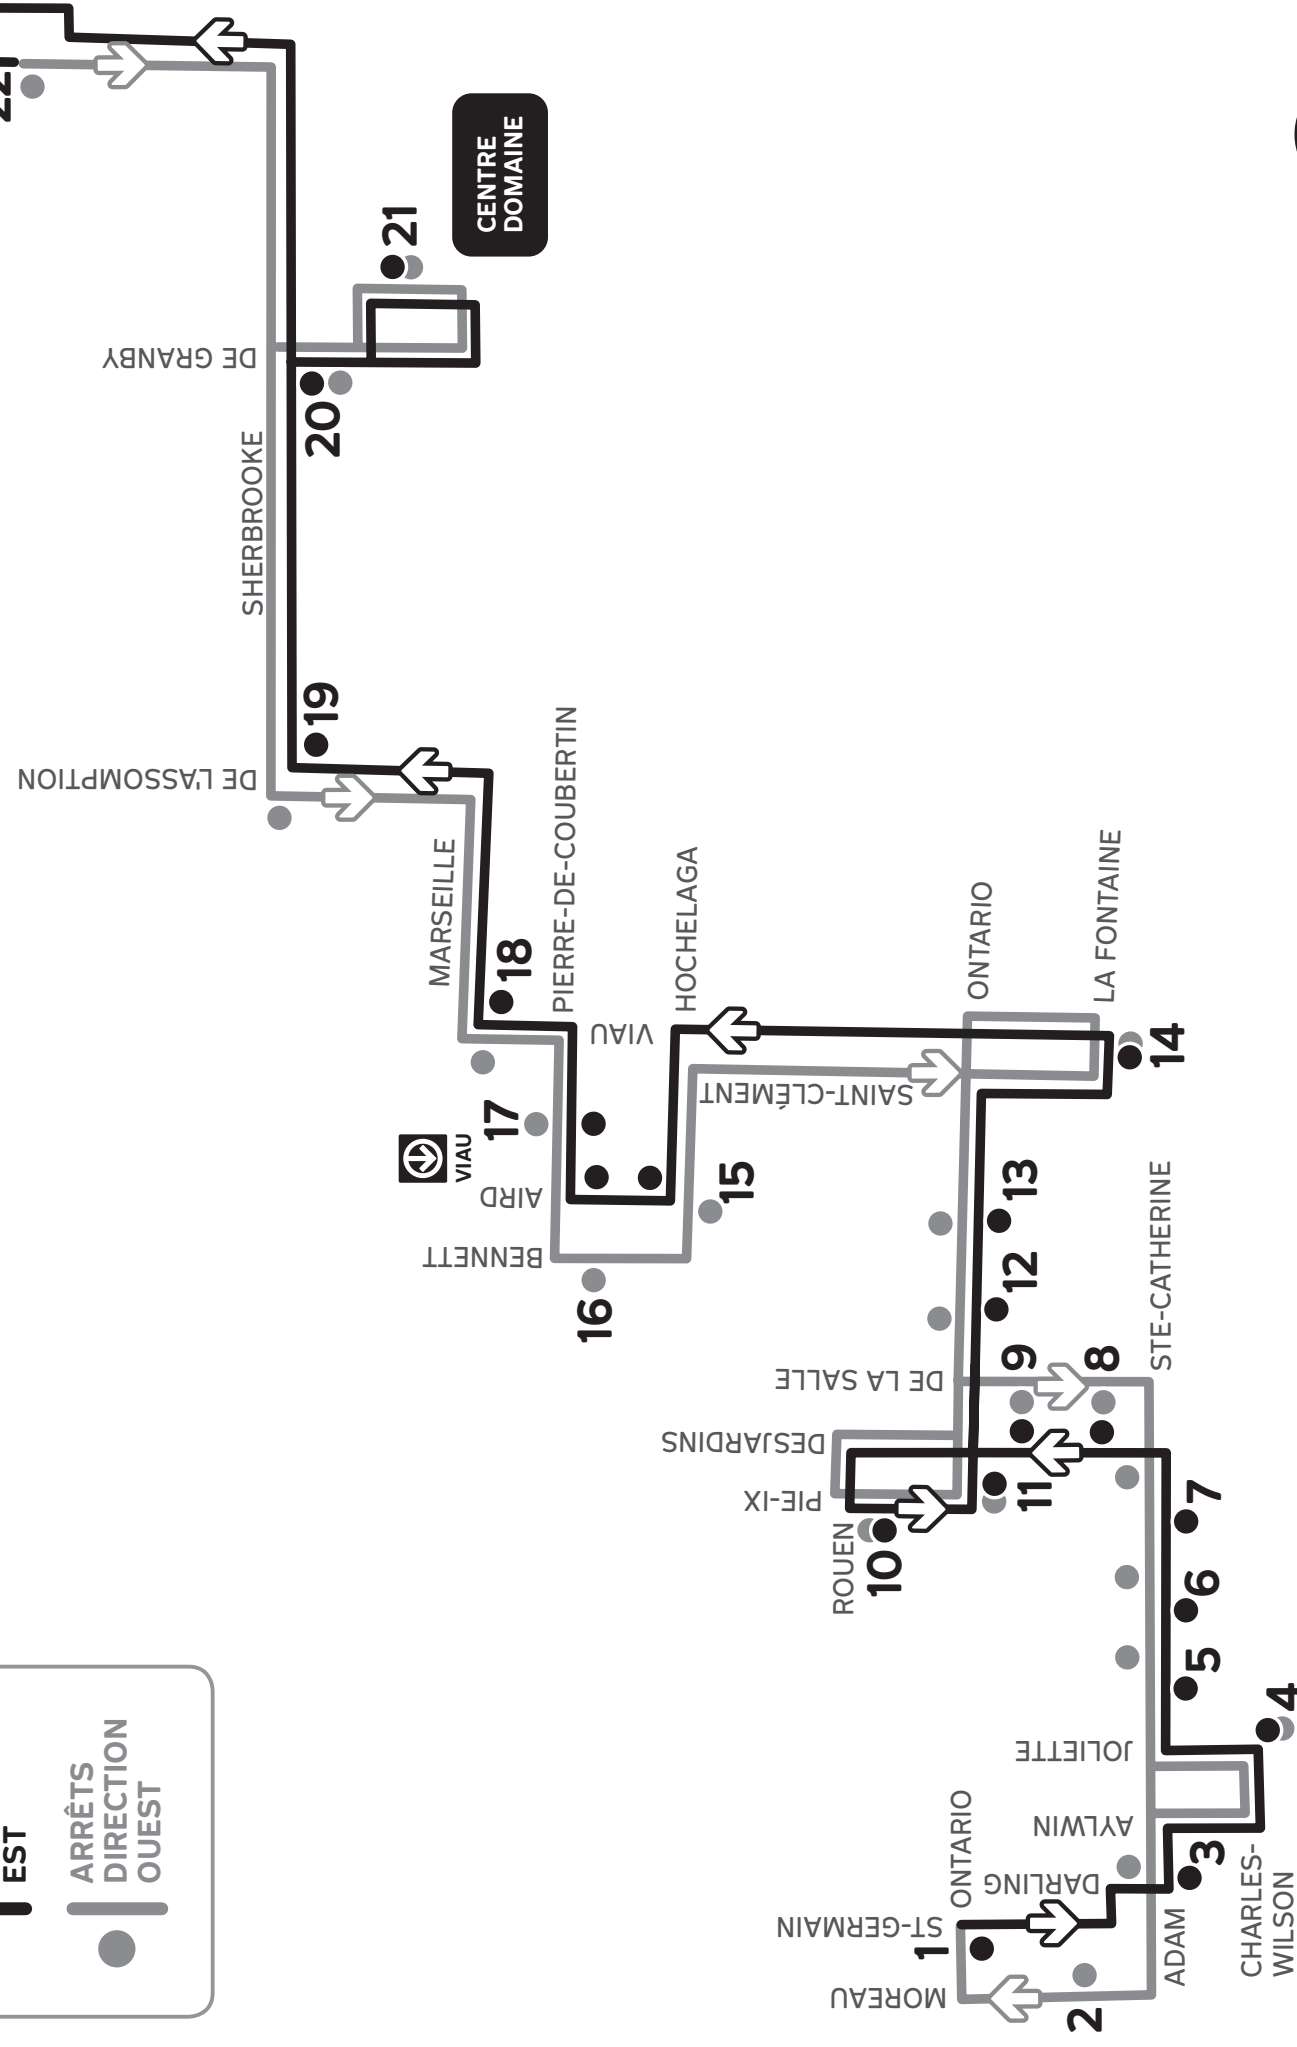 22
CENTRE
DOMAINE
21
DE GRANBY
20
SHERBROOKE
19
DE L'ASSOMPTION
MARSEILLE
18
PIERRE-DE-COUBERTIN
HOCHELAGA
VIAU
ONTARIO
LA FONTAINE
14
SAINT-CLÉMENT
17
VIAU
AIRD
15
BENNETT
16
13
12
STE-CATHERINE
9
8
DE LA SALLE
DESJARDINS
PIE-IX
11
ROUEN
10
7
6
5
4
JOLIETTE
AYLWIN
3
ONTARIO
DARLING
CHARLES-
WILSON
ST-GERMAIN
1
ADAM
MOREAU
2
EST
ARRÊTS
DIRECTION
OUEST